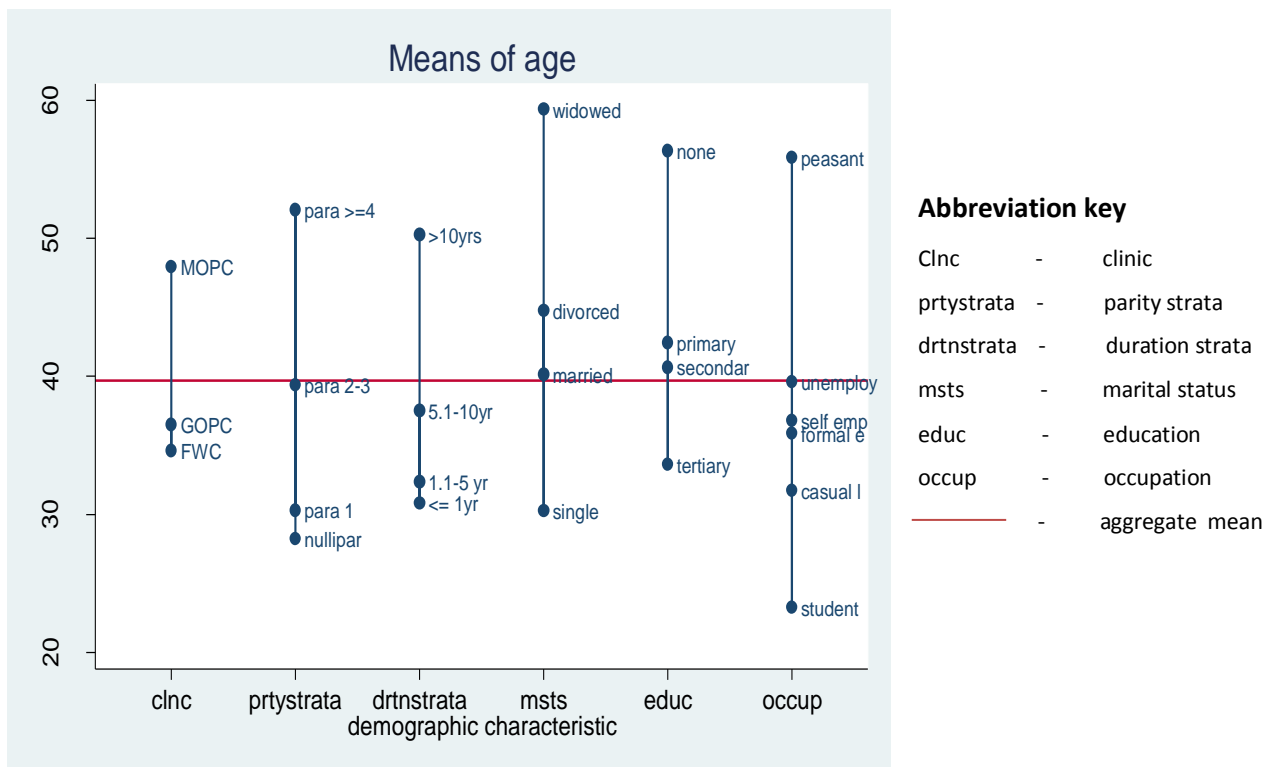 Means of age
60
50
40
30
20
MOPC
GOPC
FWC
para >=4
para 2-3
para 1
nullipar
>10yrs
5.1-10yr
1.1-5 yr
<= 1yr
widowed
divorced
married
single
none
primary
secondar
tertiary
peasant
unemploy
self emp
formal e
casual l
student
clnc prtystrata drtnstrata msts educ occup
demographic characteristic
Abbreviation key
Clnc - clinic
prtystrata - parity strata
drtnstrata - duration strata
msts - marital status
educ - education
occup - occupation
- aggregate mean